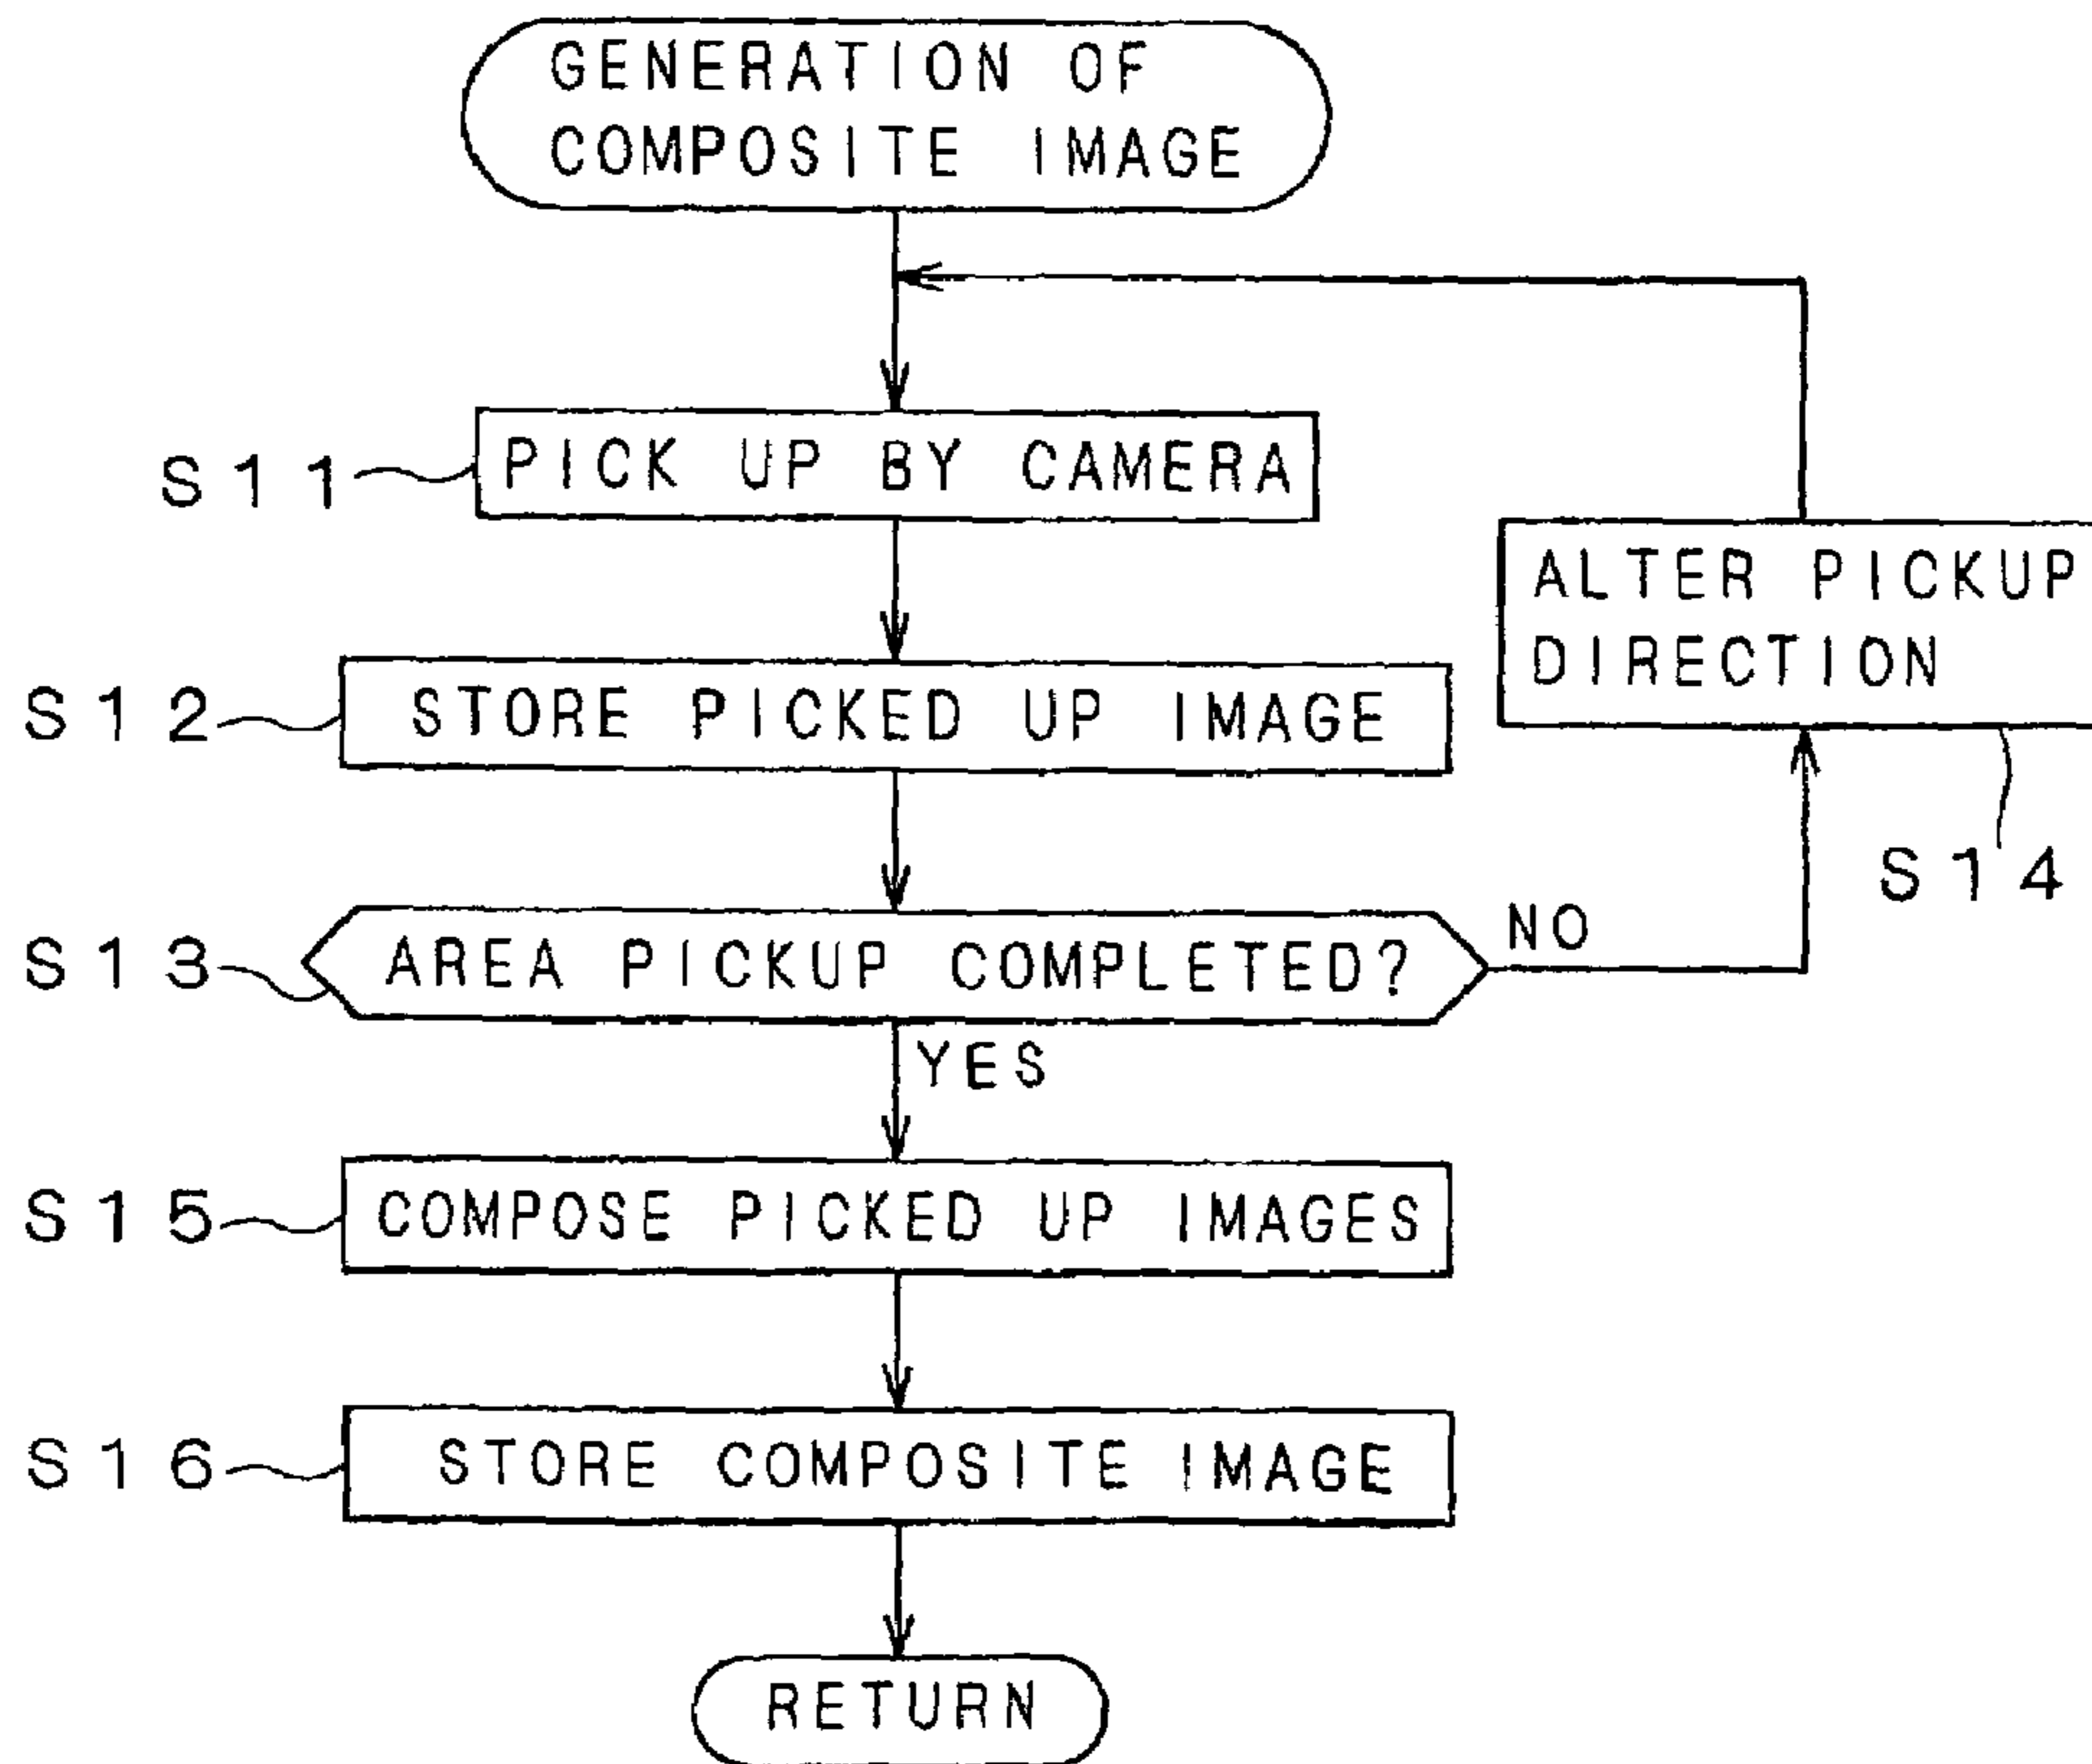 GENERATION OF
COMPOSITE IMAGE
S11
PICK UP BY CAMERA
ALTER PICKUP
DIRECTION
S12
STORE PICKED UP IMAGE
S14
S13
AREA PICKUP COMPLETED?
NO
YES
S15
COMPOSE PICKED UP IMAGES
S16
STORE COMPOSITE IMAGE
RETURN